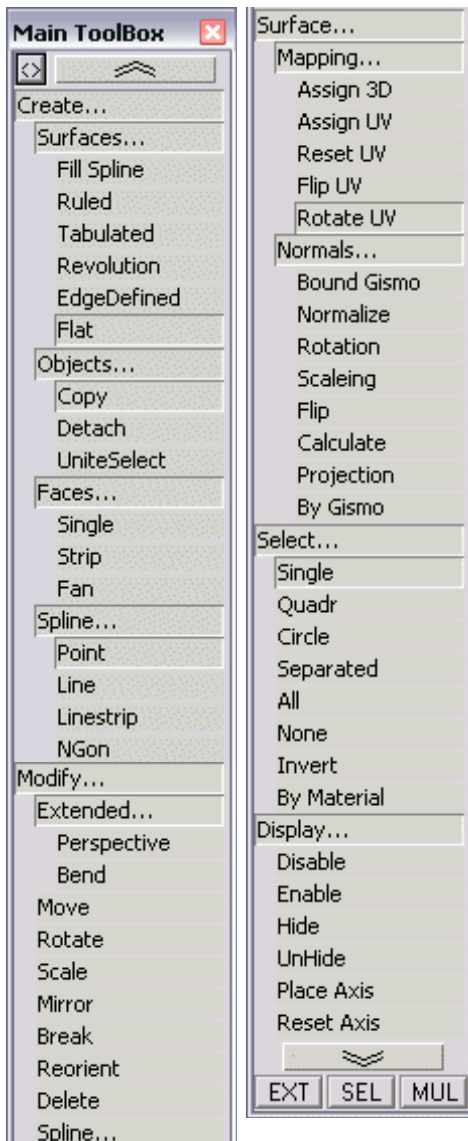 Main ToolBox
Create...
Surfaces...
Fill Spline
Ruled
Tabulated
Revolution
EdgeDefined
Flat
Objects...
Copy
Detach
UniteSelect
Faces...
Single
Strip
Fan
Spline...
Point
Line
Linestrip
NGon
Modify...
Extended...
Perspective
Bend
Move
Rotate
Scale
Mirror
Break
Reorient
Delete
Spline...
Surface...
Mapping...
Assign 3D
Assign UV
Reset UV
Flip UV
Rotate UV
Normals...
Bound Gismo
Normalize
Rotation
Scaleing
Flip
Calculate
Projection
By Gismo
Select...
Single
Quadr
Circle
Separated
All
None
Invert
By Material
Display...
Disable
Enable
Hide
UnHide
Place Axis
Reset Axis
EXT SEL MUL